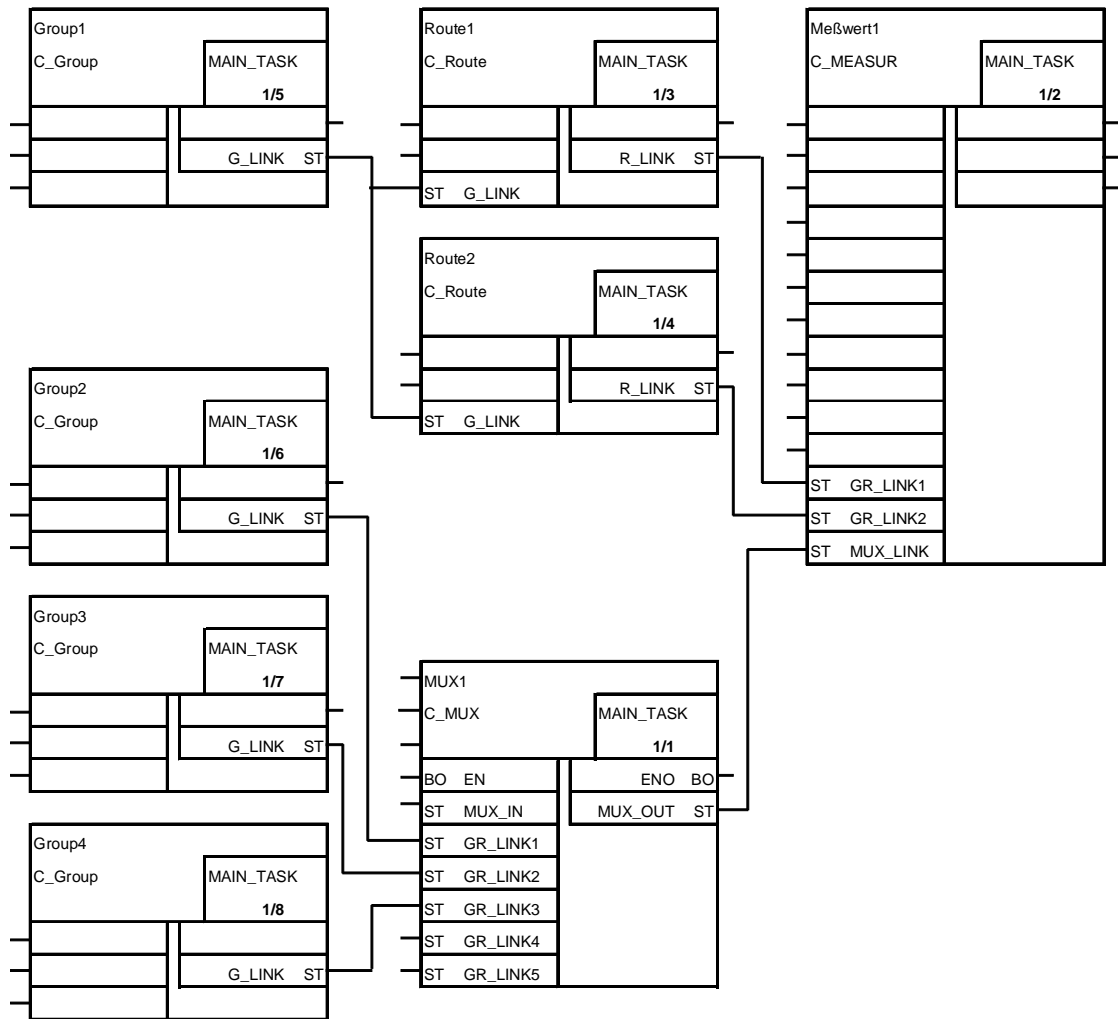 Group1
C_Group MAIN_TASK
1/5
G_LINK ST
Route1
C_Route MAIN_TASK
1/3
R_LINK ST
ST G_LINK
Meßwert1
C_MEASUR MAIN_TASK
1/2
ST GR_LINK1
ST GR_LINK2
ST MUX_LINK
Route2
C_Route MAIN_TASK
1/4
R_LINK ST
ST G_LINK
Group2
C_Group MAIN_TASK
1/6
G_LINK ST
Group3
C_Group MAIN_TASK
1/7
G_LINK ST
MUX1
C_MUX MAIN_TASK
1/1
BO EN ENO BO
ST MUX_IN MUX_OUT ST
ST GR_LINK1
ST GR_LINK2
ST GR_LINK3
ST GR_LINK4
ST GR_LINK5
Group4
C_Group MAIN_TASK
1/8
G_LINK ST